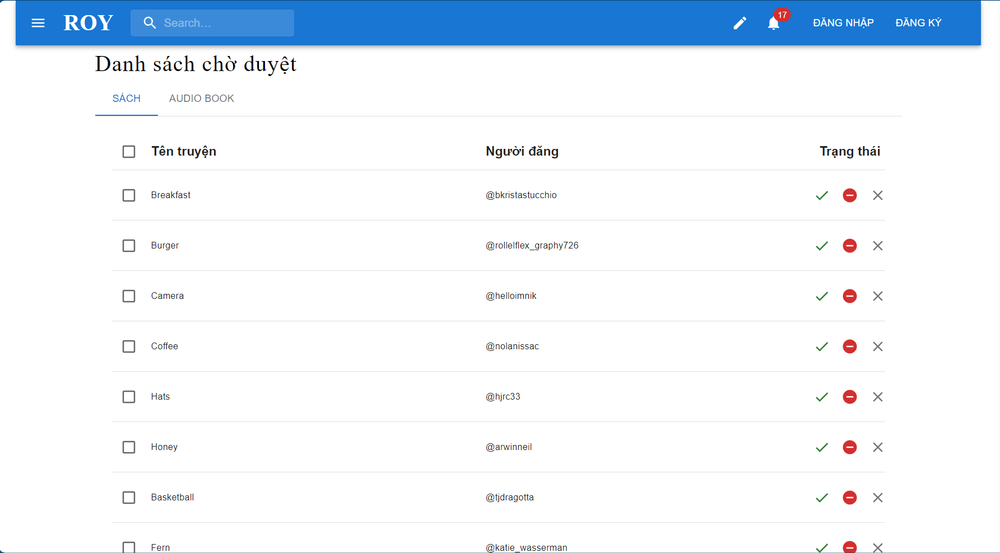 ROY
Search…
17
ĐĂNG NHẬP
ĐĂNG KÝ
Danh sách chờ duyệt
SÁCH
AUDIO BOOK
Tên truyện
Người đăng
Trạng thái
Breakfast
@bkristastucchio
Burger
@rollelflex_graphy726
Camera
@helloimnik
Coffee
@nolanissac
Hats
@hjrc33
Honey
@arwinneil
Basketball
@tjdragotta
Fern
@katie_wasserman